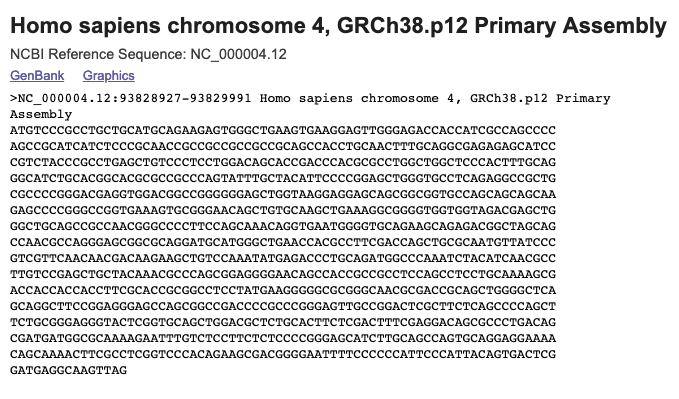 Homo sapiens chromosome 4, GRCh38.p12 Primary Assembly
NCBI Reference Sequence: NC_000004.12
GenBank Graphics
>NC_000004.12:93828927-93829991 Homo sapiens chromosome 4, GRCh38.p12 Primary
Assembly
ATGTCCCGCCTGCTGCATGCAGAAGAGTGGGCTGAAGTGAAGGAGTTGGGAGACCACCATCGCCAGCCCC
AGCCGCATCATCTCCCGCAACCGCCGCCGCCGCCGCAGCCACCTGCAACTTTGCAGGCGAGAGAGCATCC
CGTCTACCCGCCTGAGCTGTCCCTCCTGGACAGCACCGACCCACGCGCCTGGCTGGCTCCCACTTTGCAG
GGCATCTGCACGGCACGCGCCGCCCAGTATTTGCTACATTCCCCGGAGCTGGGTGCCTCAGAGGCCGCTG
CGCCCCGGGACGAGGTGGACGGCCGGGGGGAGCTGGTAAGGAGGAGCAGCGGCGGTGCCAGCAGCAGCAA
GAGCCCCGGGCCGGTGAAAGTGCGGGAACAGCTGTGCAAGCTGAAAGGCGGGGTGGTGGTAGACGAGCTG
GGCTGCAGCCGCCAACGGGCCCCTTCCAGCAAACAGGTGAATGGGGTGCAGAAGCAGAGACGGCTAGCAG
CCAACGCCAGGGAGCGGCGCAGGATGCATGGGCTGAACCACGCCTTCGACCAGCTGCGCAATGTTATCCC
GTCGTTCAACAACGACAAGAAGCTGTCCAAATATGAGACCCTGCAGATGGCCCAAATCTACATCAACGCC
TTGTCCGAGCTGCTACAAACGCCCAGCGGAGGGGAACAGCCACCGCCGCCTCCAGCCTCCTGCAAAAGCG
ACCACCACCACCTTCGCACCGCGGCCTCCTATGAAGGGGGCGCGGGCAACGCGACCGCAGCTGGGGCTCA
GCAGGCTTCCGGAGGGAGCCAGCGGCCGACCCCGCCCGGGAGTTGCCGGACTCGCTTCTCAGCCCCAGCT
TCTGCGGGAGGGTACTCGGTGCAGCTGGACGCTCTGCACTTCTCGACTTTCGAGGACAGCGCCCTGACAG
CGATGATGGCGCAAAAGAATTTGTCTCCTTCTCTCCCCGGGAGCATCTTGCAGCCAGTGCAGGAGGAAAA
CAGCAAAACTTCGCCTCGGTCCCACAGAAGCGACGGGGAATTTTCCCCCCATTCCCATTACAGTGACTCG
GATGAGGCAAGTTAG